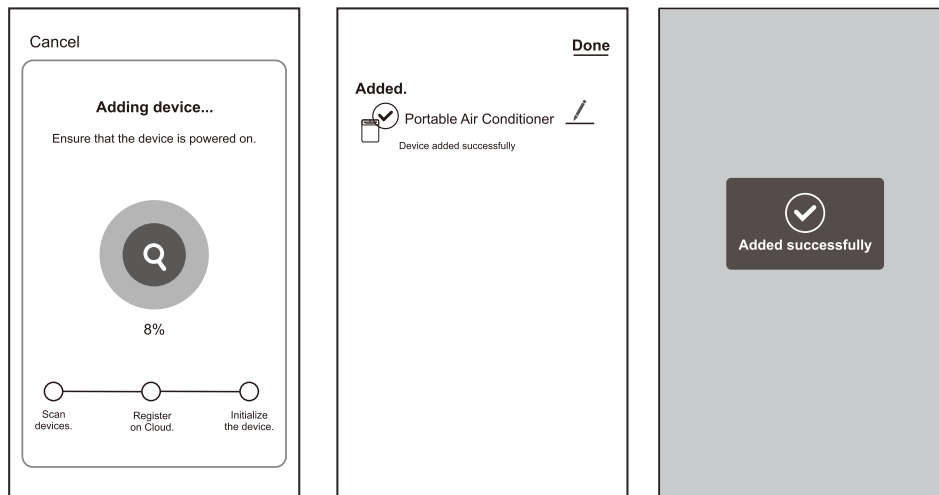 Cancel
Adding device...
Ensure that the device is powered on.
8%
Scan
devices.
Register
on Cloud.
Initialize
the device.
Done
Added.
Portable Air Conditioner
Device added successfully
Added successfully